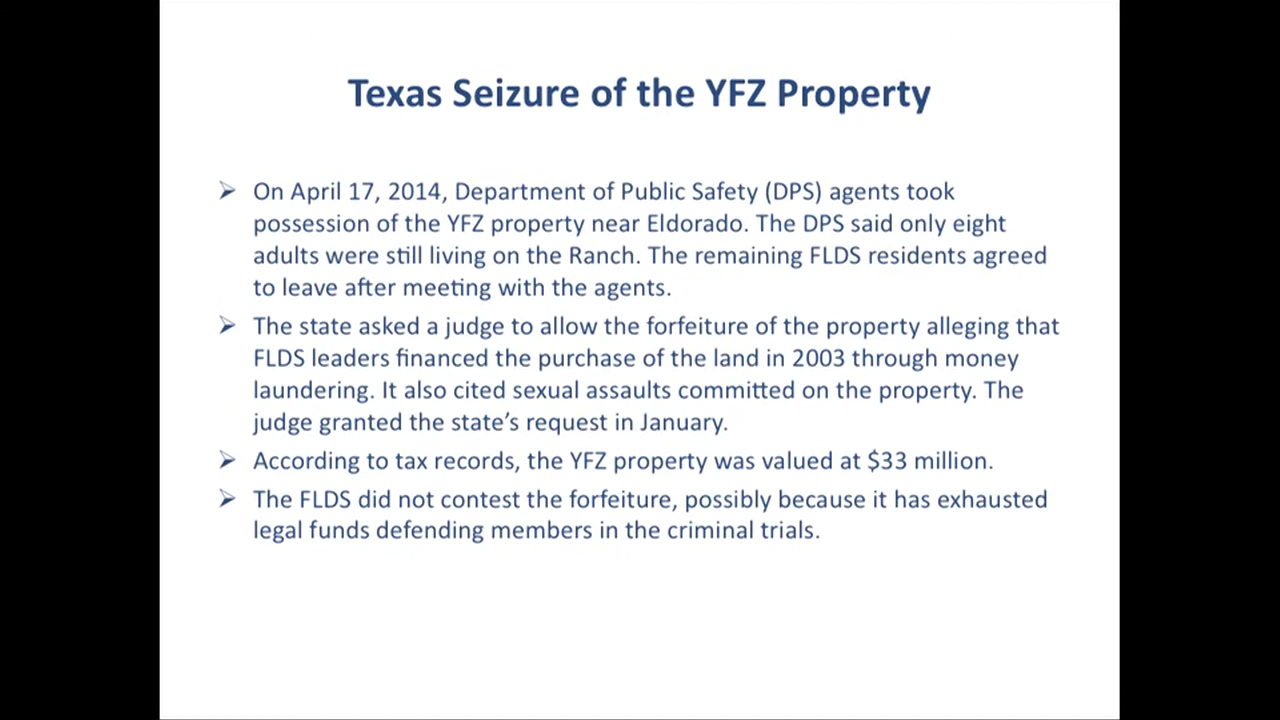 Texas Seizure of the YFZ Property
➢ On April 17, 2014, Department of Public Safety (DPS) agents took
possession of the YFZ property near Eldorado. The DPS said only eight
adults were still living on the Ranch. The remaining FLDS residents agreed
to leave after meeting with the agents.
➢ The state asked a judge to allow the forfeiture of the property alleging that
FLDS leaders financed the purchase of the land in 2003 through money
laundering. It also cited sexual assaults committed on the property. The
judge granted the state’s request in January.
➢ According to tax records, the YFZ property was valued at $33 million.
➢ The FLDS did not contest the forfeiture, possibly because it has exhausted
legal funds defending members in the criminal trials.